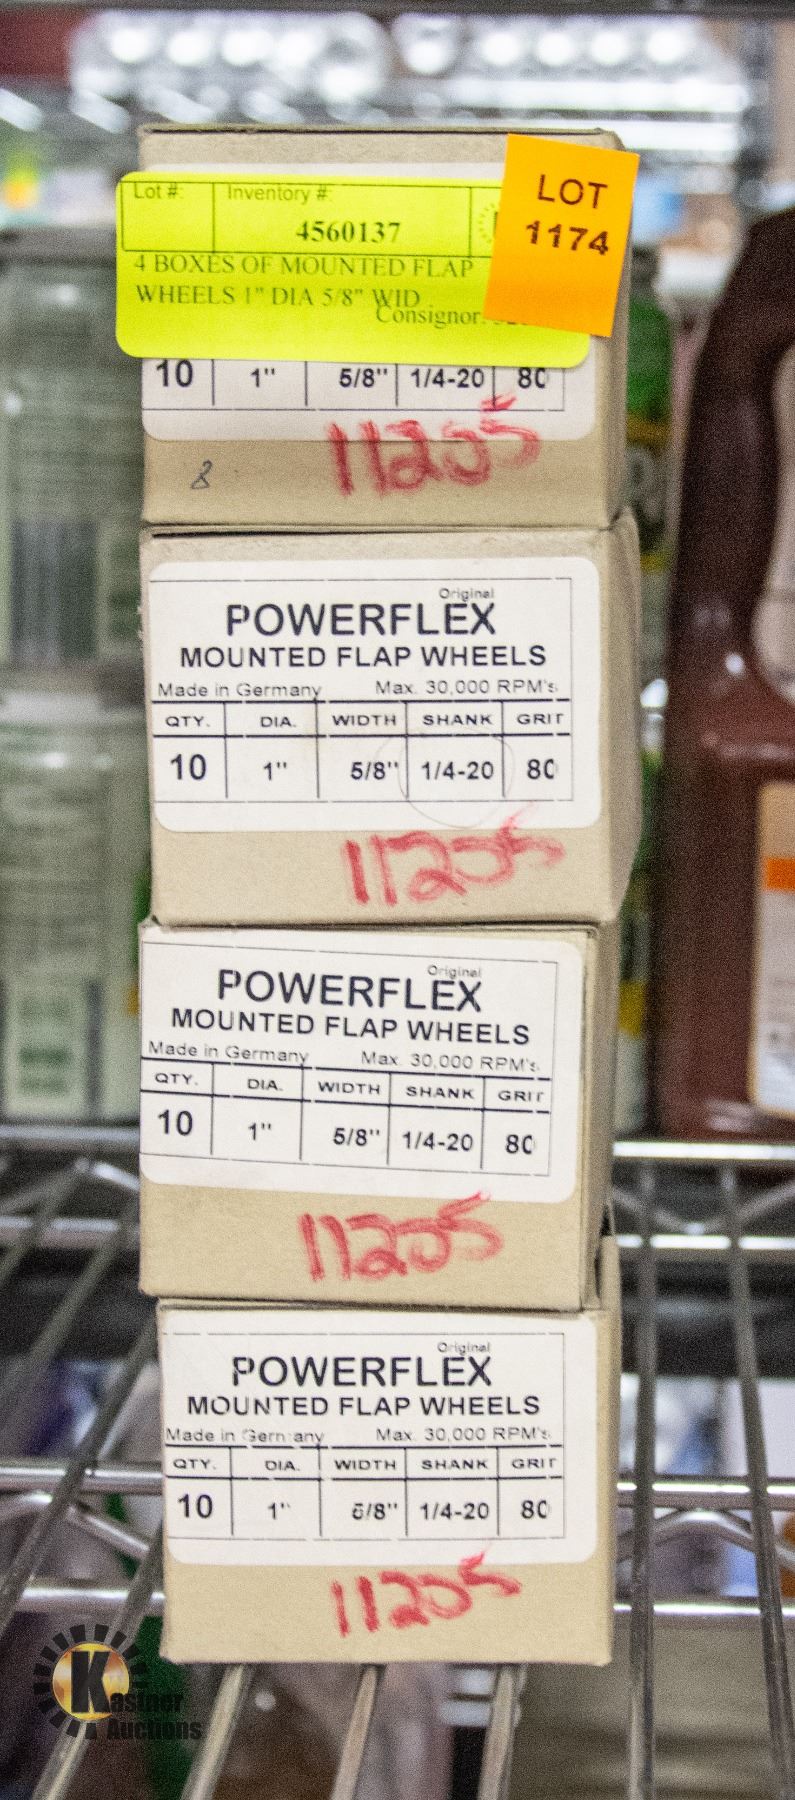 Lot #: Inventory #:
4560137
LOT
1174
4 BOXES OF MOUNTED FLAP
WHEELS 1" DIA 5/8" WID
Consignor:
10 1" 5/8" 1/4-20 80
11205
8
Original
POWERFLEX
MOUNTED FLAP WHEELS
Made in Germany Max. 30,000 RPM's
QTY. DIA. WIDTH SHANK GRIT
10 1" 5/8" 1/4-20 80
11205
Original
POWERFLEX
MOUNTED FLAP WHEELS
Made in Germany Max. 30,000 RPM's
QTY. DIA. WIDTH SHANK GRIT
10 1" 5/8" 1/4-20 80
11205
Original
POWERFLEX
MOUNTED FLAP WHEELS
Made in Germany Max. 30,000 RPM's
QTY. DIA. WIDTH SHANK GRIT
10 1" 5/8" 1/4-20 80
11205
Kastner
Auctions